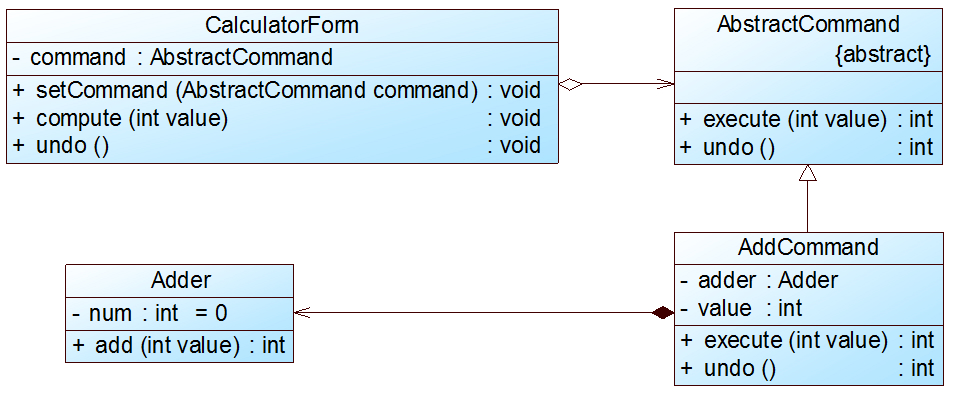 CalculatorForm
- command : AbstractCommand
+ setCommand (AbstractCommand command) : void
+ compute (int value) : void
+ undo () : void
AbstractCommand
{abstract}
+ execute (int value) : int
+ undo () : int
Adder
- num : int = 0
+ add (int value) : int
AddCommand
- adder : Adder
- value : int
+ execute (int value) : int
+ undo () : int